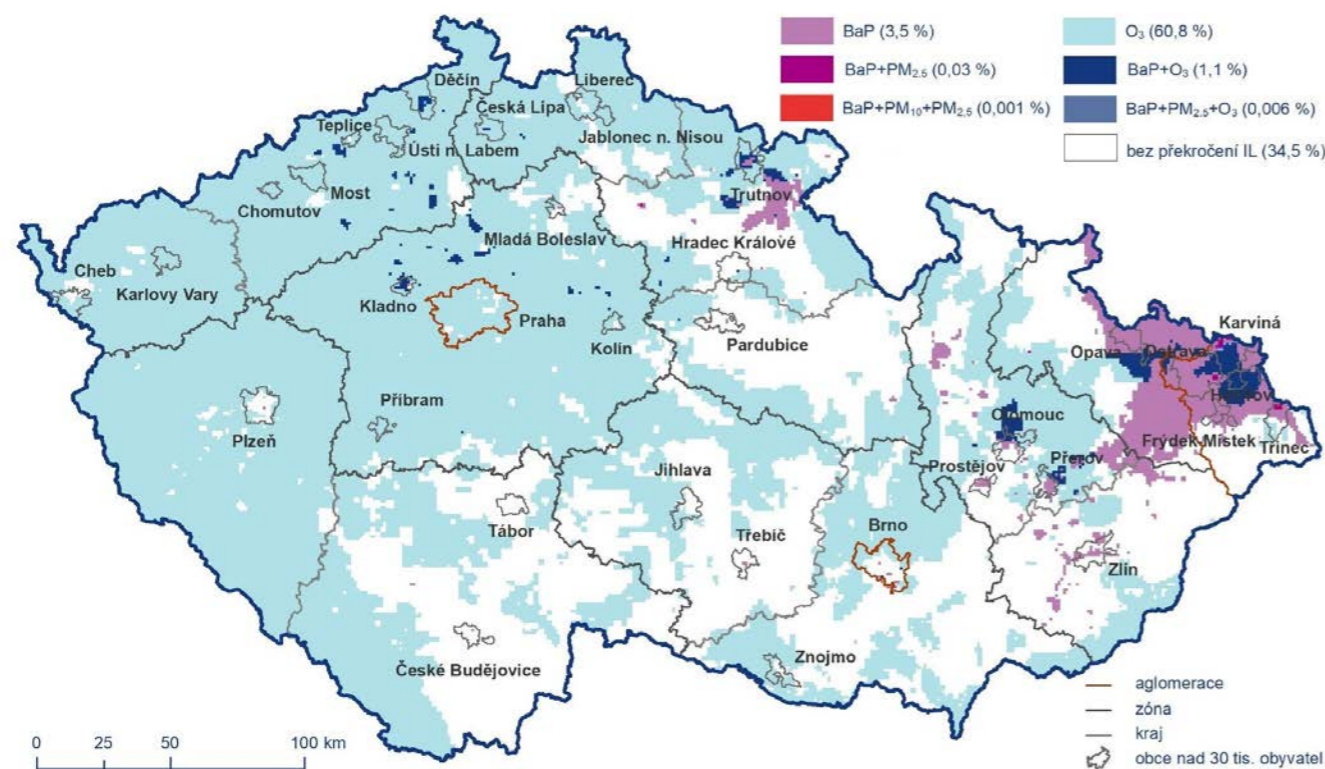 BaP (3,5 %)
BaP+PM2.5 (0,03 %)
BaP+PM10+PM2.5 (0,001 %)
O3 (60,8 %)
BaP+O3 (1,1 %)
BaP+PM2.5+O3 (0,006 %)
bez překročení IL (34,5 %)
Děčín
Liberec
Česká Lípa
Teplice
Jablonec n. Nisou
Ústí n. Labem
Most
Trutnov
Chomutov
Mladá Boleslav
Hradec Králové
Cheb
Karlovy Vary
Kladno
Praha
Karviná
Kolín
Pardubice
Opava
Ostrava
Havířov
Příbram
Olomouc
Plzeň
Frýdek Místek
Třinec
Jihlava
Prostějov
Přerov
Tábor
Třebíč
Brno
Zlín
České Budějovice
Znojmo
aglomerace
zóna
kraj
obce nad 30 tis. obyvatel
0 25 50 100 km